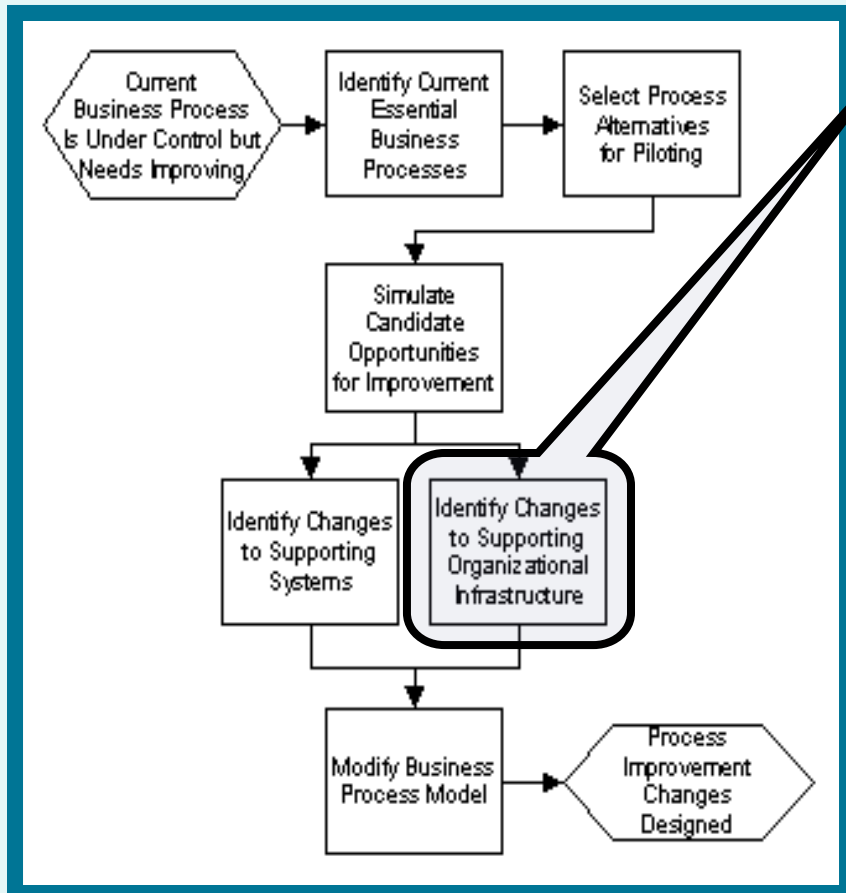 Current
Business Process
Is Under Control but
Needs Improving
Identify Current
Essential
Business
Processes
Select Process
Alternatives
for Piloting
Simulate
Candidate
Opportunities
for Improvement
Identify Changes
to Supporting
Systems
Identify Changes
to Supporting
Organizational
Infrastructure
Modify Business
Process Model
Process
Improvement
Changes
Designed